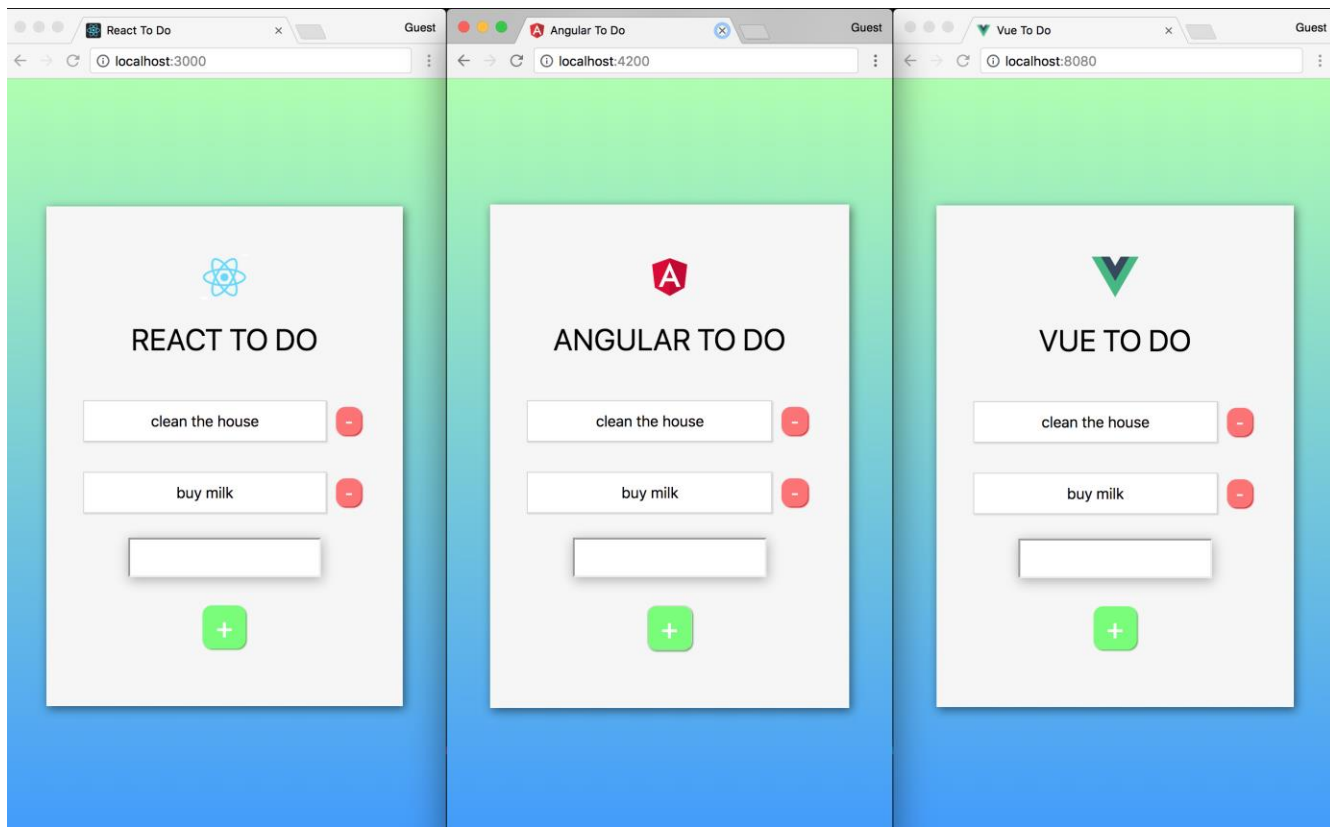 React To Do
Guest
localhost:3000
REACT TO DO
clean the house
-
buy milk
-
+
Angular To Do
Guest
localhost:4200
A
ANGULAR TO DO
clean the house
-
buy milk
-
+
Vue To Do
Guest
localhost:8080
VUE TO DO
clean the house
-
buy milk
-
+